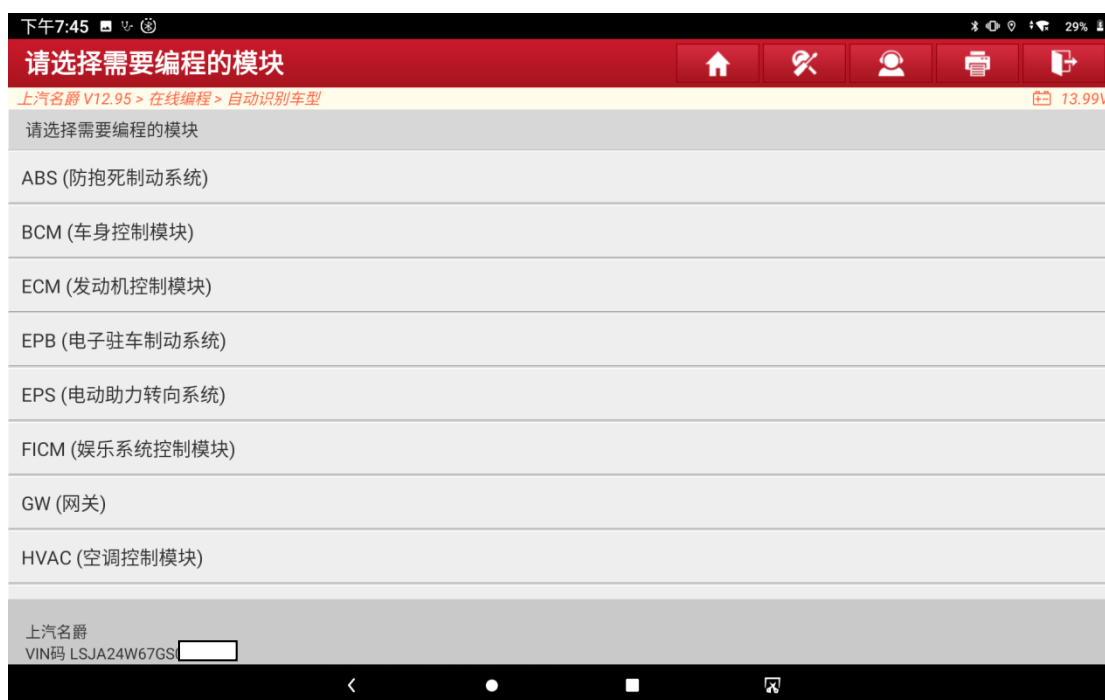 下午7:45
29%
请选择需要编程的模块
上汽名爵 V12.95 > 在线编程 > 自动识别车型
13.99V
请选择需要编程的模块
ABS (防抱死制动系统)
BCM (车身控制模块)
ECM (发动机控制模块)
EPB (电子驻车制动系统)
EPS (电动助力转向系统)
FICM (娱乐系统控制模块)
GW (网关)
HVAC (空调控制模块)
上汽名爵
VIN码 LSJA24W67GS